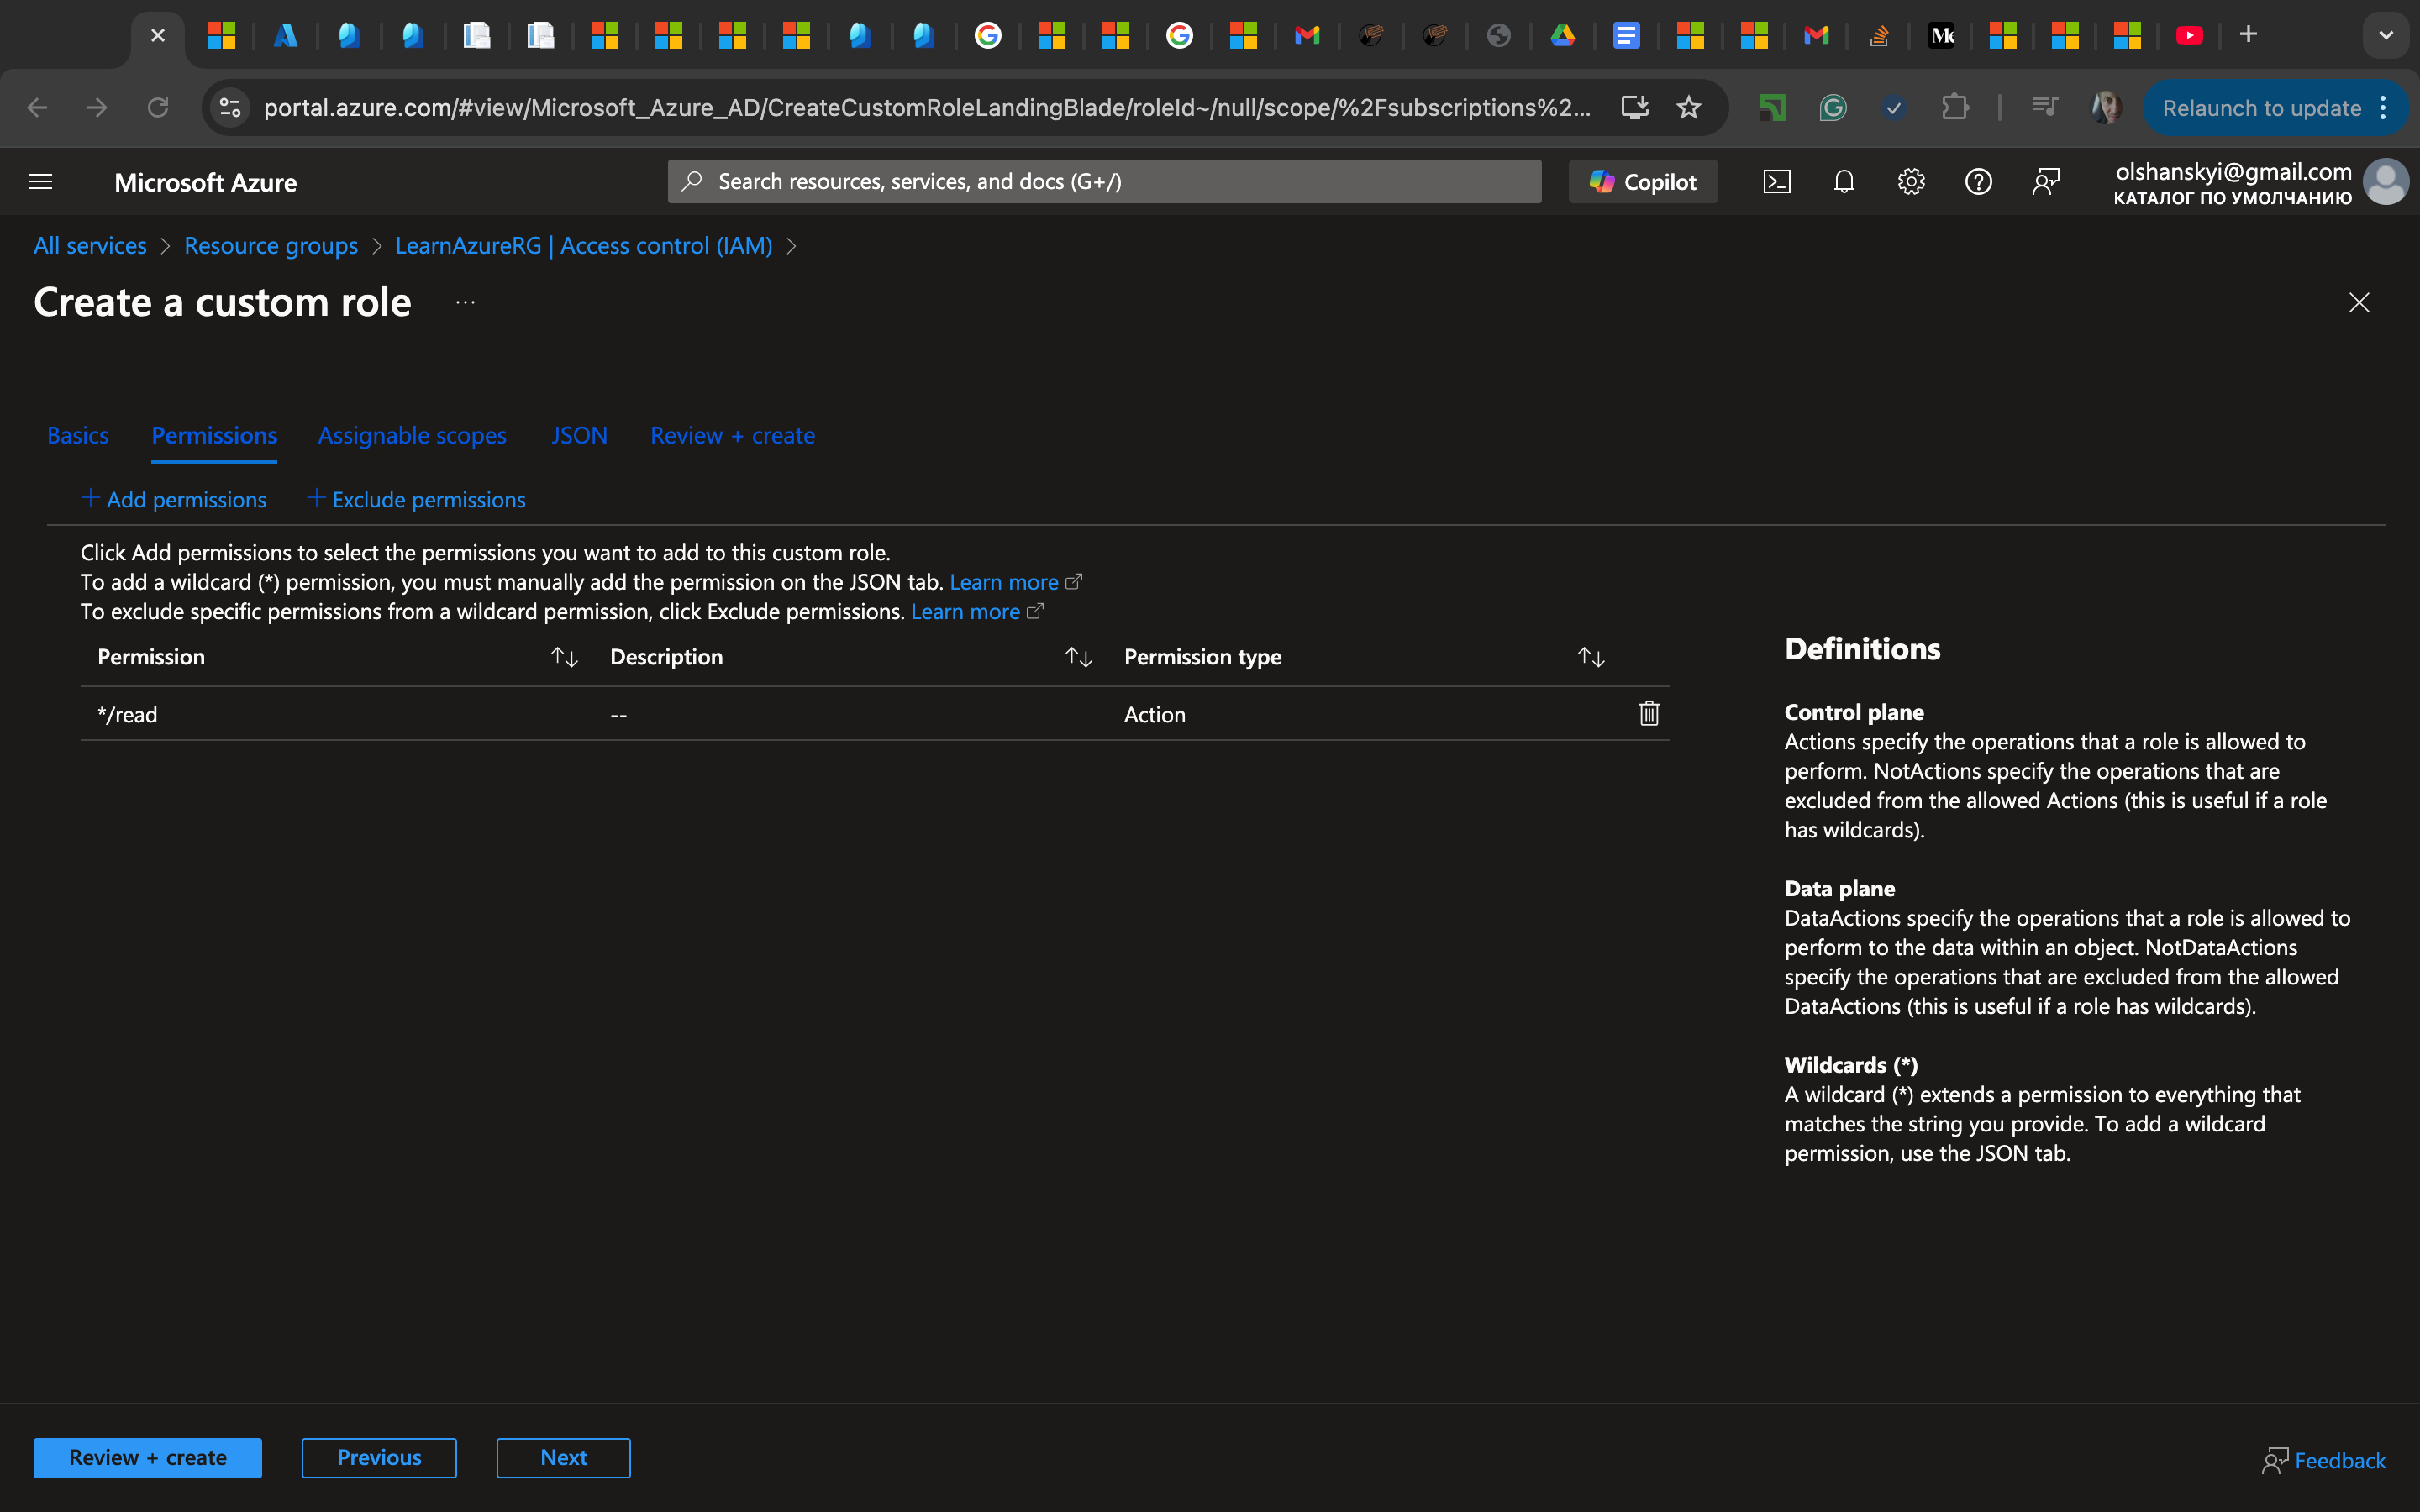 portal.azure.com/#view/Microsoft_Azure_AD/CreateCustomRoleLandingBlade/roleId~/null/scope/%2Fsubscriptions%2...
Relaunch to update
Microsoft Azure
Search resources, services, and docs (G+/)
Copilot
olshanskyi@gmail.com
КАТАЛОГ ПО УМОЛЧАНИЮ
All services > Resource groups > LearnAzureRG | Access control (IAM) >
Create a custom role ...
Basics Permissions Assignable scopes JSON Review + create
+ Add permissions + Exclude permissions
Click Add permissions to select the permissions you want to add to this custom role.
To add a wildcard (*) permission, you must manually add the permission on the JSON tab. Learn more
To exclude specific permissions from a wildcard permission, click Exclude permissions. Learn more
Permission Description Permission type
*/read -- Action
Definitions
Control plane
Actions specify the operations that a role is allowed to
perform. NotActions specify the operations that are
excluded from the allowed Actions (this is useful if a role
has wildcards).
Data plane
DataActions specify the operations that a role is allowed to
perform to the data within an object. NotDataActions
specify the operations that are excluded from the allowed
DataActions (this is useful if a role has wildcards).
Wildcards (*)
A wildcard (*) extends a permission to everything that
matches the string you provide. To add a wildcard
permission, use the JSON tab.
Review + create Previous Next
Feedback